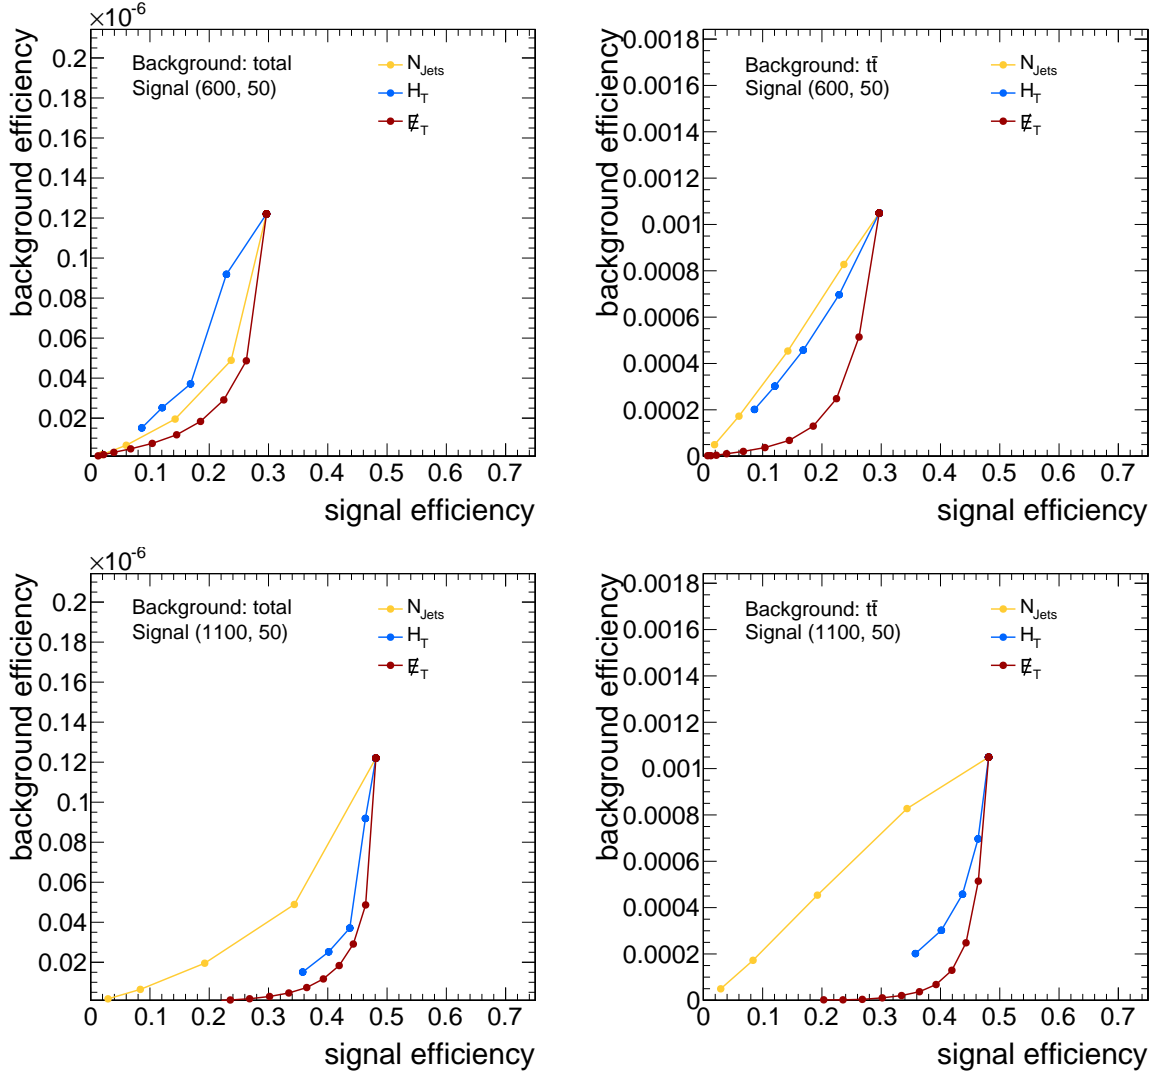 ×10⁻⁶
background efficiency
0.2
0.18
0.16
0.14
0.12
0.1
0.08
0.06
0.04
0.02
Background: total
Signal (600, 50)
N_Jets
H_T
E̸_T
0 0.1 0.2 0.3 0.4 0.5 0.6 0.7
signal efficiency
background efficiency
0.0018
0.0016
0.0014
0.0012
0.001
0.0008
0.0006
0.0004
0.0002
0
Background: tt̄
Signal (600, 50)
N_Jets
H_T
E̸_T
0 0.1 0.2 0.3 0.4 0.5 0.6 0.7
signal efficiency
×10⁻⁶
background efficiency
0.2
0.18
0.16
0.14
0.12
0.1
0.08
0.06
0.04
0.02
Background: total
Signal (1100, 50)
N_Jets
H_T
E̸_T
0 0.1 0.2 0.3 0.4 0.5 0.6 0.7
signal efficiency
background efficiency
0.0018
0.0016
0.0014
0.0012
0.001
0.0008
0.0006
0.0004
0.0002
0
Background: tt̄
Signal (1100, 50)
N_Jets
H_T
E̸_T
0 0.1 0.2 0.3 0.4 0.5 0.6 0.7
signal efficiency